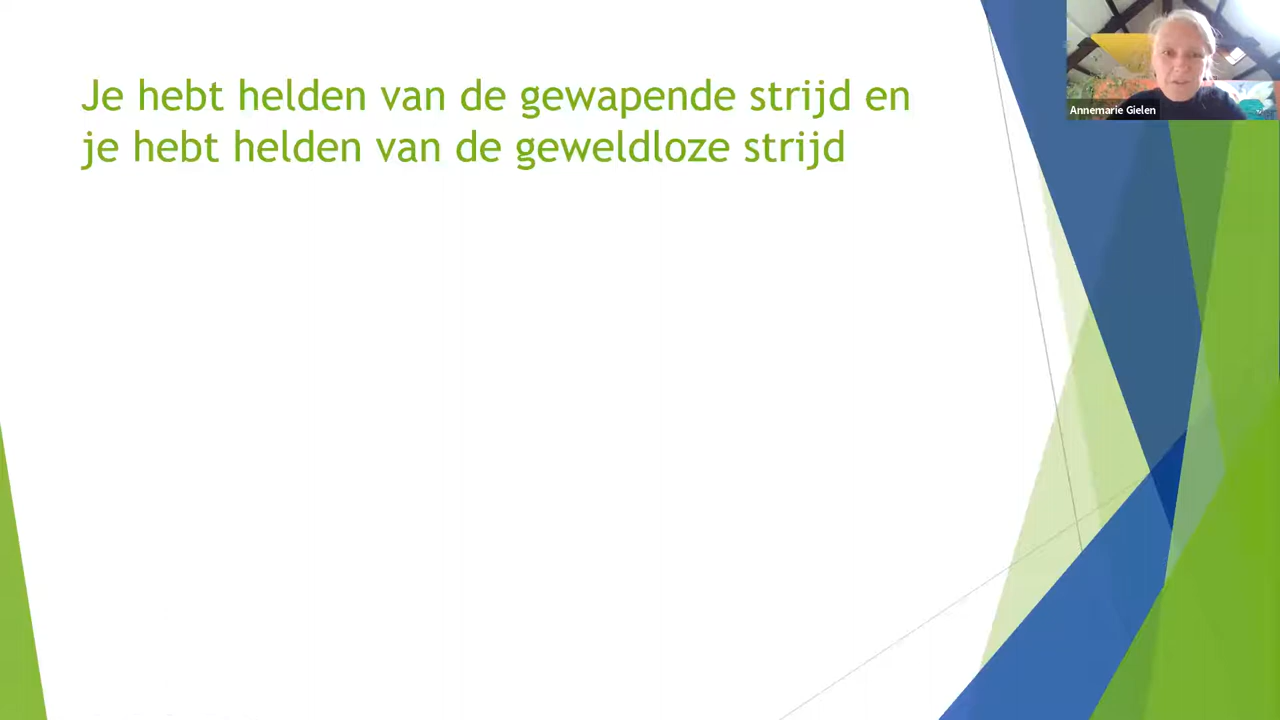 Je hebt helden van de gewapende strijd en
je hebt helden van de geweldloze strijd
Annemarie Gielen